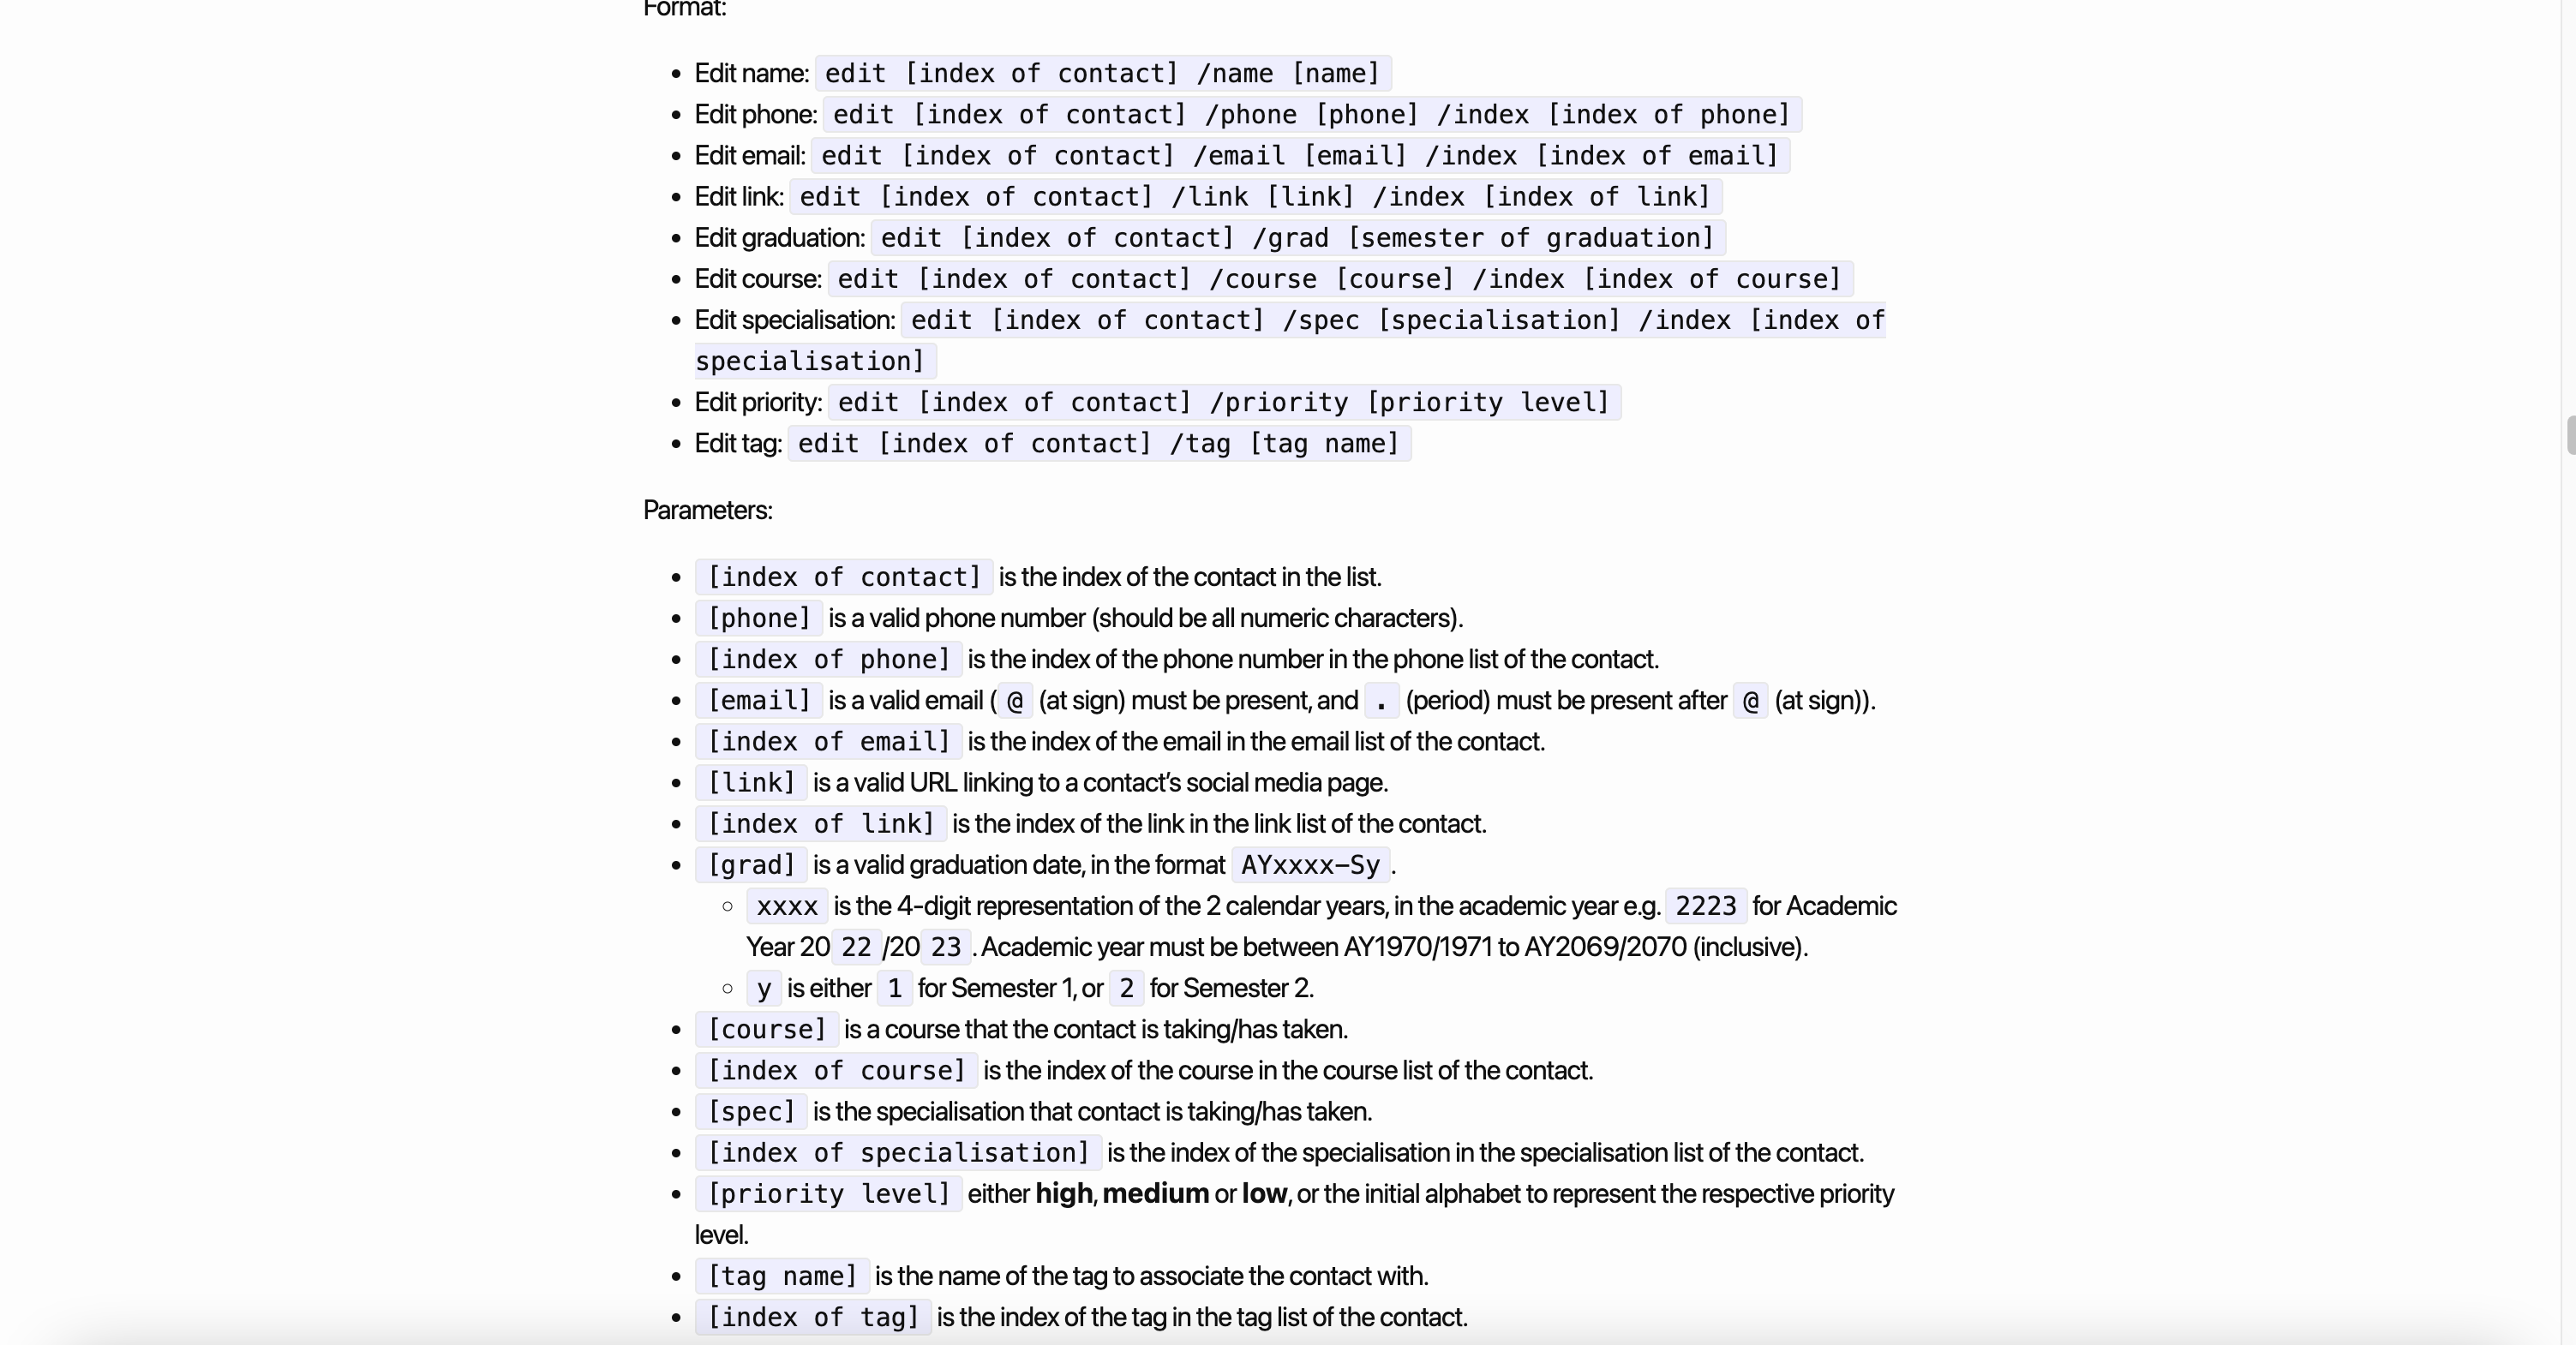 Format:
Edit name: edit [index of contact] /name [name]
Edit phone: edit [index of contact] /phone [phone] /index [index of phone]
Edit email: edit [index of contact] /email [email] /index [index of email]
Edit link: edit [index of contact] /link [link] /index [index of link]
Edit graduation: edit [index of contact] /grad [semester of graduation]
Edit course: edit [index of contact] /course [course] /index [index of course]
Edit specialisation: edit [index of contact] /spec [specialisation] /index [index of
specialisation]
Edit priority: edit [index of contact] /priority [priority level]
Edit tag: edit [index of contact] /tag [tag name]
Parameters:
[index of contact] is the index of the contact in the list.
[phone] is a valid phone number (should be all numeric characters).
[index of phone] is the index of the phone number in the phone list of the contact.
[email] is a valid email ( @ (at sign) must be present, and . (period) must be present after @ (at sign)).
[index of email] is the index of the email in the email list of the contact.
[link] is a valid URL linking to a contact’s social media page.
[index of link] is the index of the link in the link list of the contact.
[grad] is a valid graduation date, in the format AYxxxx-Sy .
xxxx is the 4-digit representation of the 2 calendar years, in the academic year e.g. 2223 for Academic
Year 20 22 /20 23 . Academic year must be between AY1970/1971 to AY2069/2070 (inclusive).
y is either 1 for Semester 1, or 2 for Semester 2.
[course] is a course that the contact is taking/has taken.
[index of course] is the index of the course in the course list of the contact.
[spec] is the specialisation that contact is taking/has taken.
[index of specialisation] is the index of the specialisation in the specialisation list of the contact.
[priority level] either high, medium or low, or the initial alphabet to represent the respective priority
level.
[tag name] is the name of the tag to associate the contact with.
[index of tag] is the index of the tag in the tag list of the contact.